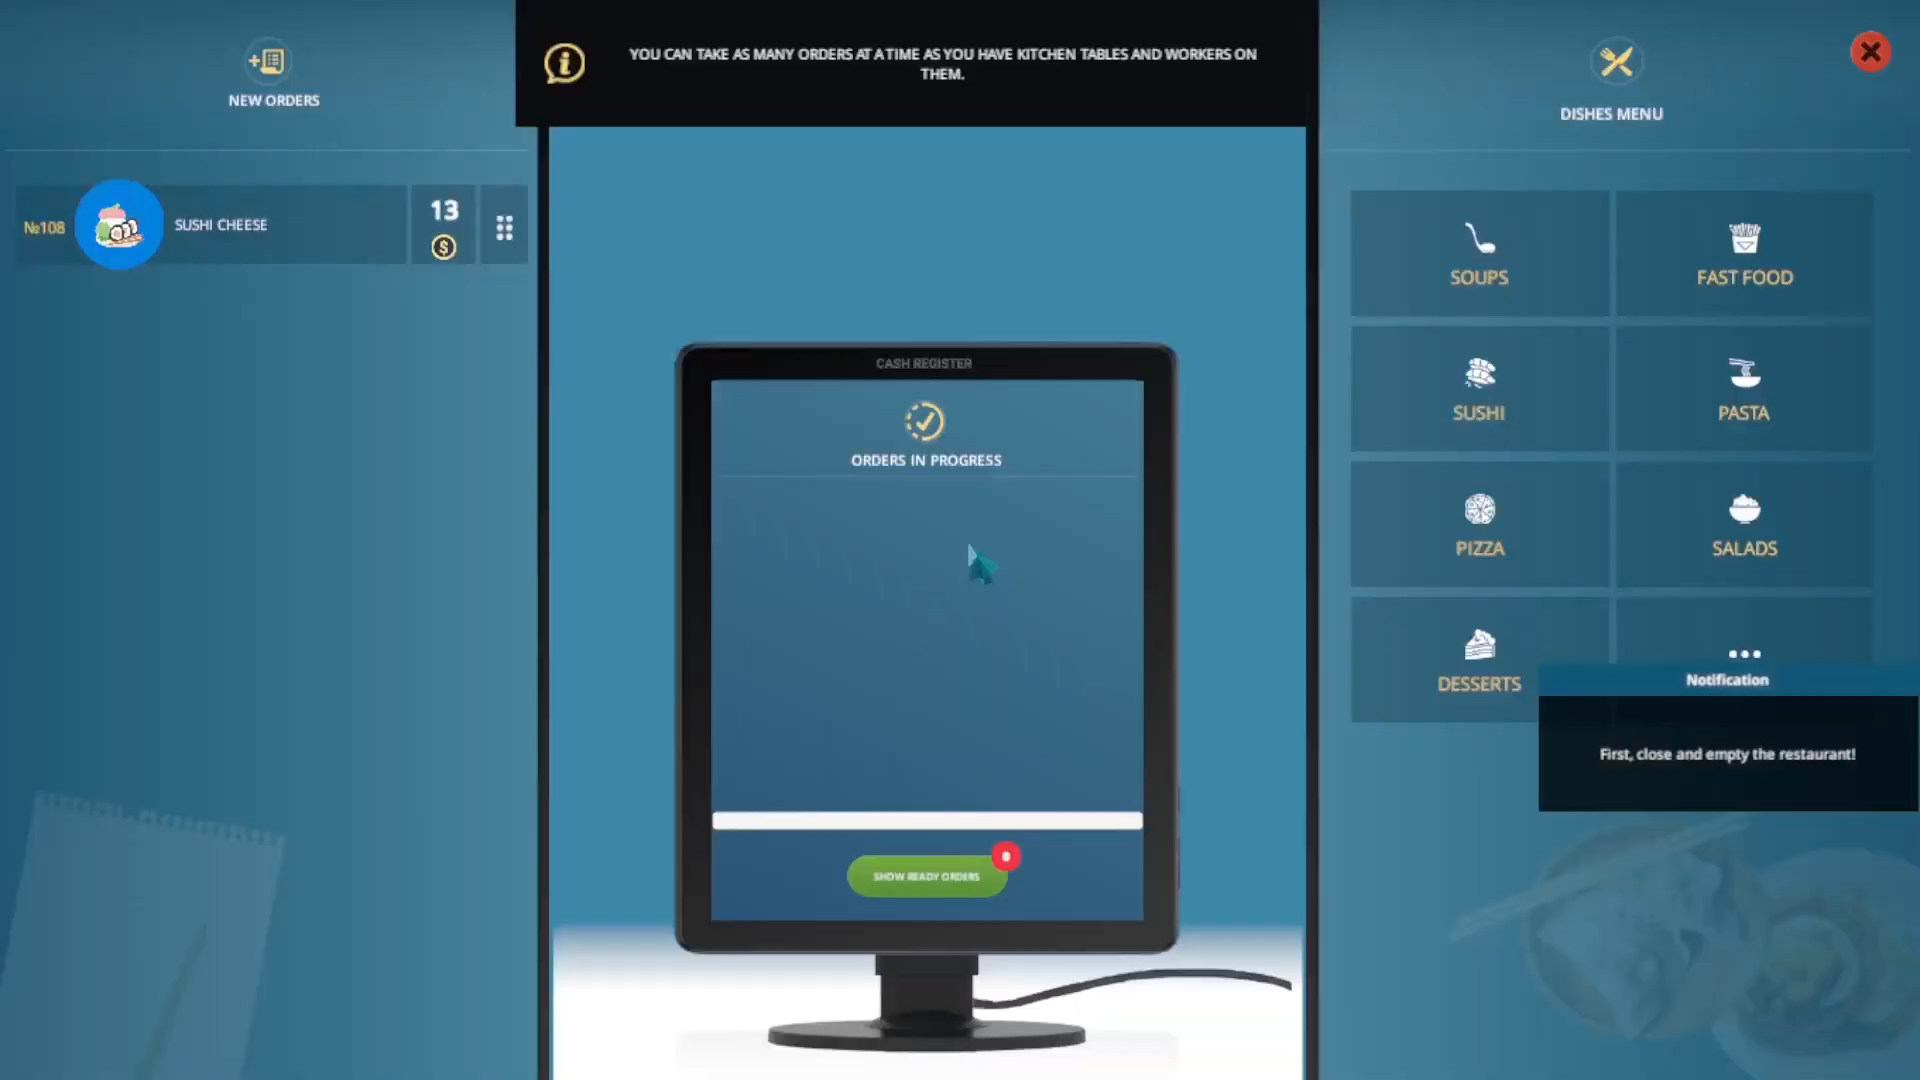 NEW ORDERS
№108
SUSHI CHEESE
13
YOU CAN TAKE AS MANY ORDERS AT A TIME AS YOU HAVE KITCHEN TABLES AND WORKERS ON
THEM.
CASH REGISTER
ORDERS IN PROGRESS
SHOW READY ORDERS
0
DISHES MENU
SOUPS
FAST FOOD
SUSHI
PASTA
PIZZA
SALADS
DESSERTS
Notification
First, close and empty the restaurant!